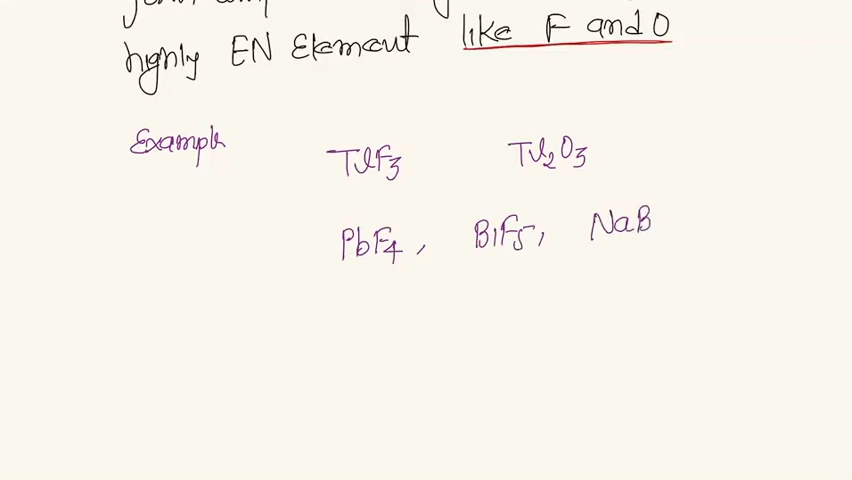 highly EN Element like F and O
Example TlF3 Tl2O3
PbF4, BiF5, NaB